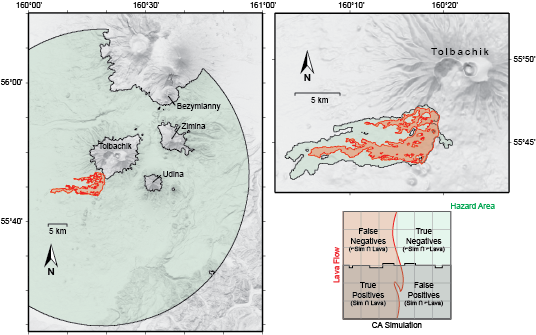 160°00'
160°30'
161°00'
56°00'
55°40'
Bezymianny
Zimina
Tolbachik
Udina
5 km
N
160°10'
160°20'
55°50'
55°45'
Tolbachik
N
5 km
Hazard Area
Lava Flow
False
Negatives
(¬Sim ∩ Lava)
True
Negatives
(¬Sim ∩ ¬Lava)
True
Positives
(Sim ∩ Lava)
False
Positives
(Sim ∩ ¬Lava)
CA Simulation